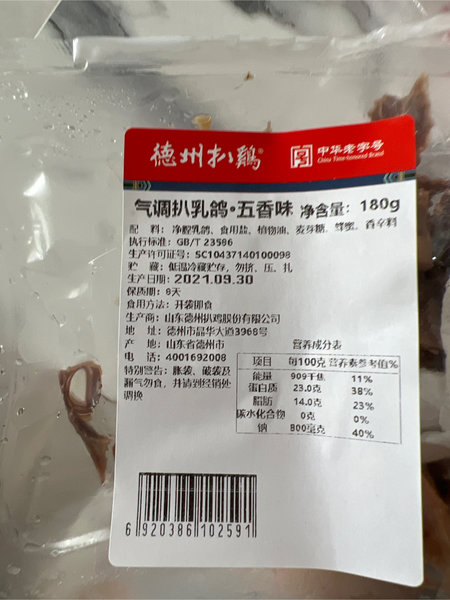 德州扒鸡
中华老字号
China Time-honored Brand
气调扒乳鸽·五香味 净含量: 180g
配 料: 净膛乳鸽、食用盐、植物油、麦芽糖、蜂蜜、香辛料
执行标准: GB/T 23586
生产许可证号: SC10437140100098
贮 藏: 低温冷藏贮存, 勿挤、压、扎
生产日期: 2021.09.30
保质期: 8天
食用方法: 开袋即食
生产商: 山东德州扒鸡股份有限公司
地 址: 德州市晶华大道3968号
产 地: 山东省德州市
电 话: 4001692008
特别警告: 胀袋、破袋及
漏气勿食, 并请到经销处
调换
营养成分表
项目 每100克 营养素参考值%
能量 909千焦 11%
蛋白质 23.0克 38%
脂肪 14.0克 23%
碳水化合物 0克 0%
钠 800毫克 40%
6 920386 102591